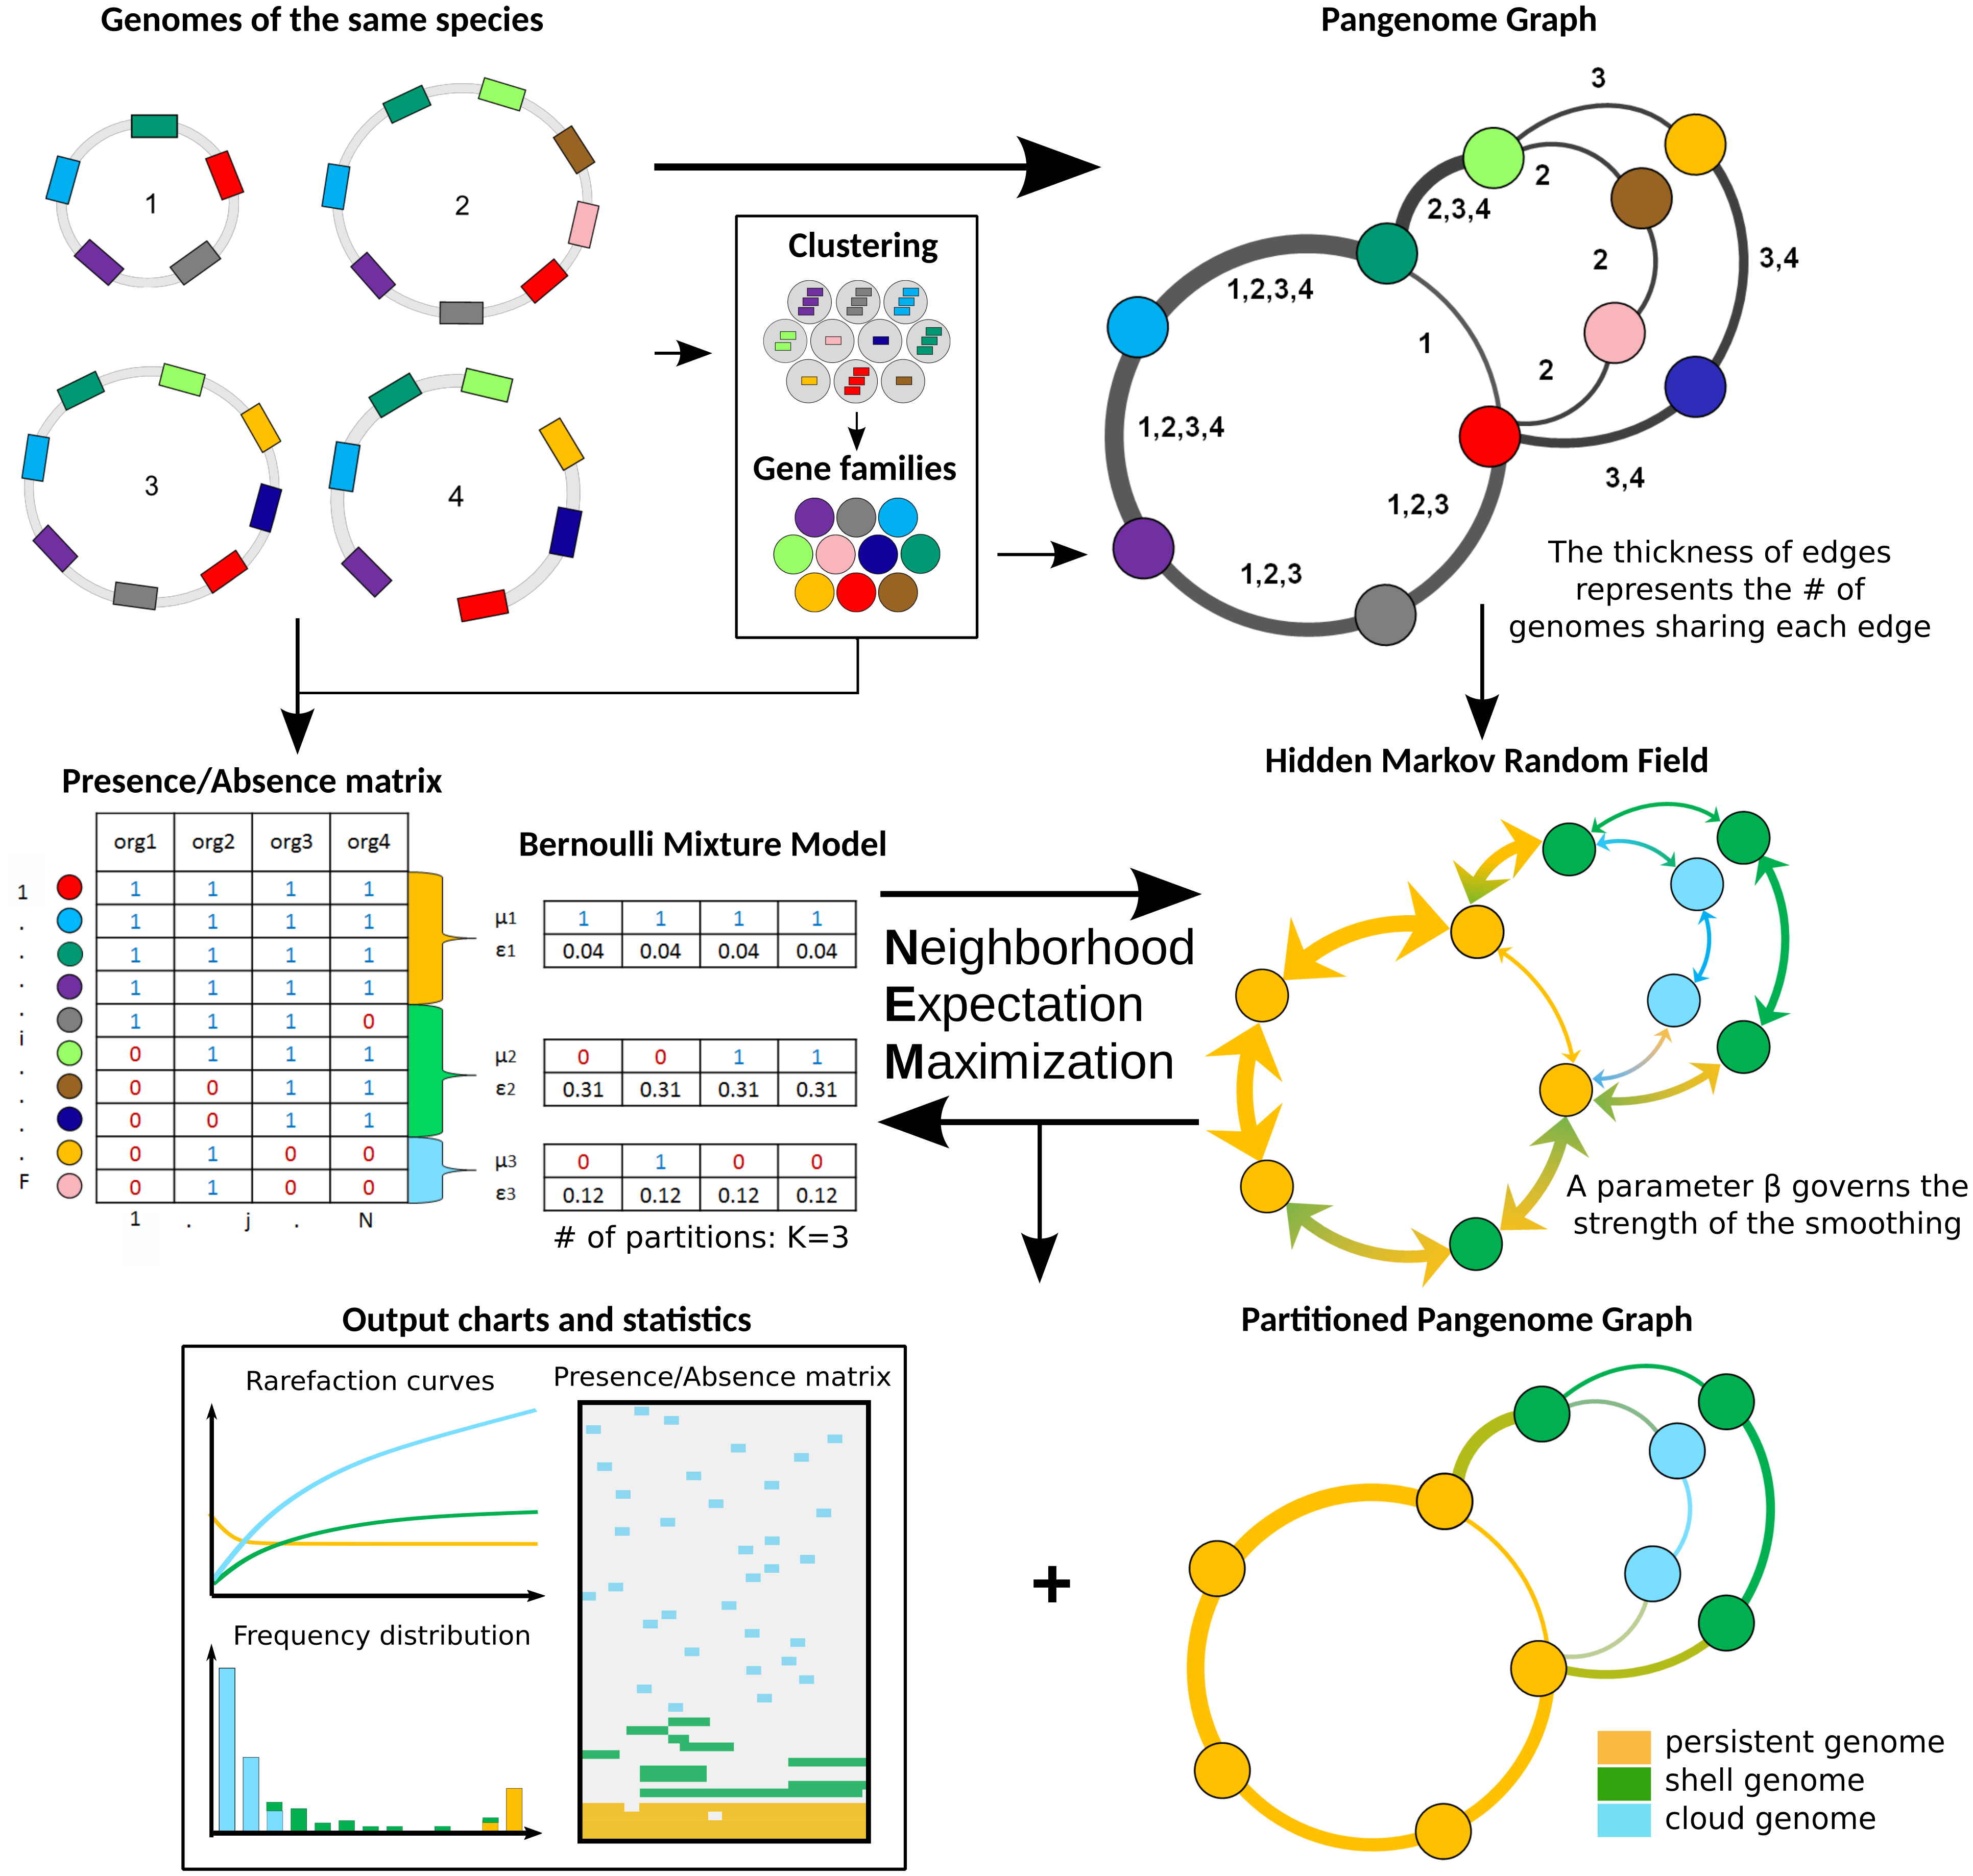 Genomes of the same species
1
2
3
4
Clustering
Gene families
Pangenome Graph
3
2
2,3,4
2
3,4
1,2,3,4
1
2
1,2,3,4
3,4
1,2,3
1,2,3
The thickness of edges
represents the # of
genomes sharing each edge
Presence/Absence matrix
org1 org2 org3 org4
1 1 1 1 1
. 1 1 1 1
. 1 1 1 1
. 1 1 1 1
. 1 1 1 0
i 0 1 1 1
. 0 0 1 1
. 0 0 1 1
. 0 1 0 0
F 0 1 0 0
1 . j . N
Bernoulli Mixture Model
μ1 1 1 1 1
ε1 0.04 0.04 0.04 0.04
μ2 0 0 1 1
ε2 0.31 0.31 0.31 0.31
μ3 0 1 0 0
ε3 0.12 0.12 0.12 0.12
# of partitions: K=3
Neighborhood
Expectation
Maximization
Hidden Markov Random Field
A parameter β governs the
strength of the smoothing
Output charts and statistics
Rarefaction curves
Presence/Absence matrix
Frequency distribution
+
Partitioned Pangenome Graph
persistent genome
shell genome
cloud genome